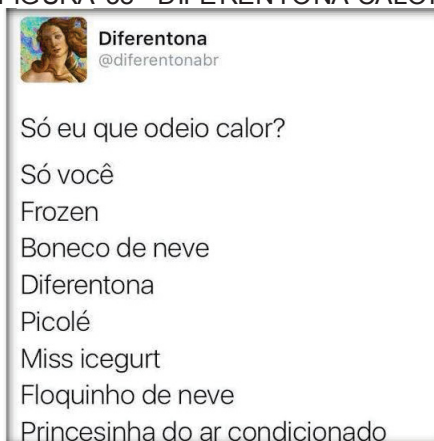 Diferentona
@diferentonabr
Só eu que odeio calor?
Só você
Frozen
Boneco de neve
Diferentona
Picolé
Miss icegurt
Floquinho de neve
Princesinha do ar condicionado